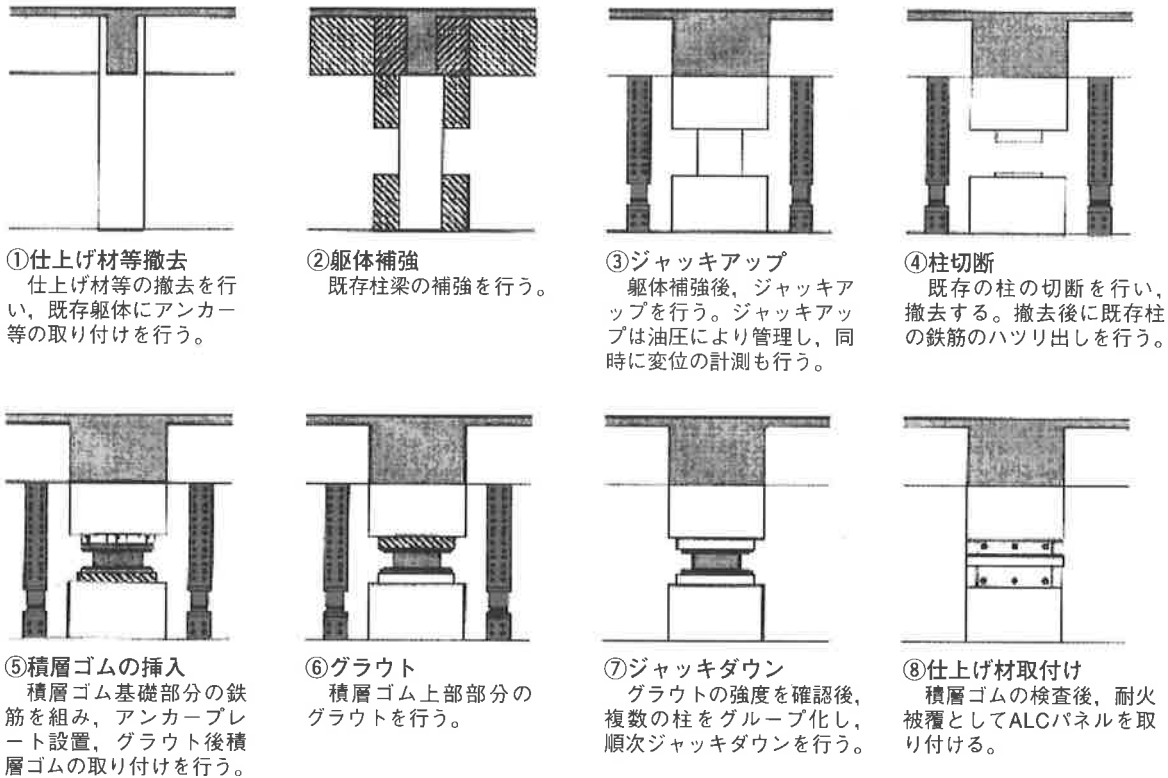 ①仕上げ材等撤去
仕上げ材等の撤去を行
い，既存躯体にアンカー
等の取り付けを行う。
②躯体補強
既存柱梁の補強を行う。
③ジャッキアップ
躯体補強後，ジャッキア
ップを行う。ジャッキアッ
プは油圧により管理し，同
時に変位の計測も行う。
④柱切断
既存の柱の切断を行い，
撤去する。撤去後に既存柱
の鉄筋のハツリ出しを行う。
⑤積層ゴムの挿入
積層ゴム基礎部分の鉄
筋を組み，アンカープレ
ート設置，グラウト後積
層ゴムの取り付けを行う。
⑥グラウト
積層ゴム上部部分の
グラウトを行う。
⑦ジャッキダウン
グラウトの強度を確認後，
複数の柱をグループ化し，
順次ジャッキダウンを行う。
⑧仕上げ材取付け
積層ゴムの検査後，耐火
被覆としてALCパネルを取
り付ける。